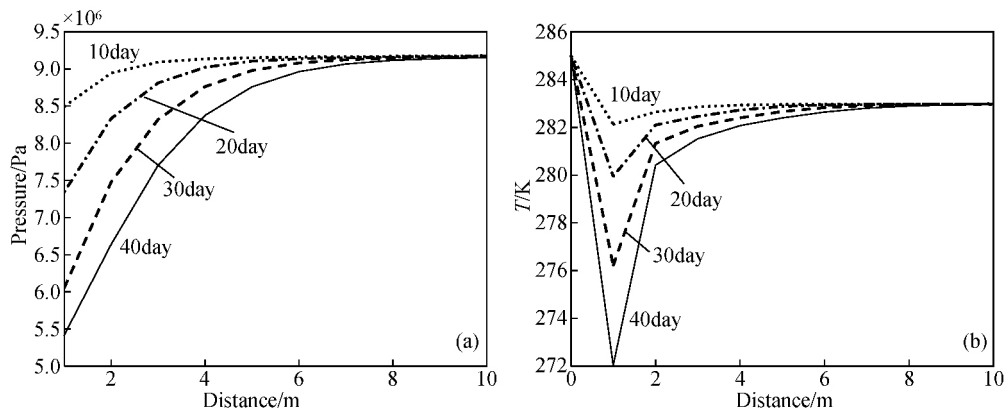 ×10⁶
9.5
9.0
8.5
8.0
7.5
7.0
6.5
6.0
5.5
5.0
Pressure/Pa
10day
20day
30day
40day
(a)
2
4
6
8
10
Distance/m
286
284
282
280
278
276
274
272
T/K
10day
20day
30day
40day
(b)
0
2
4
6
8
10
Distance/m